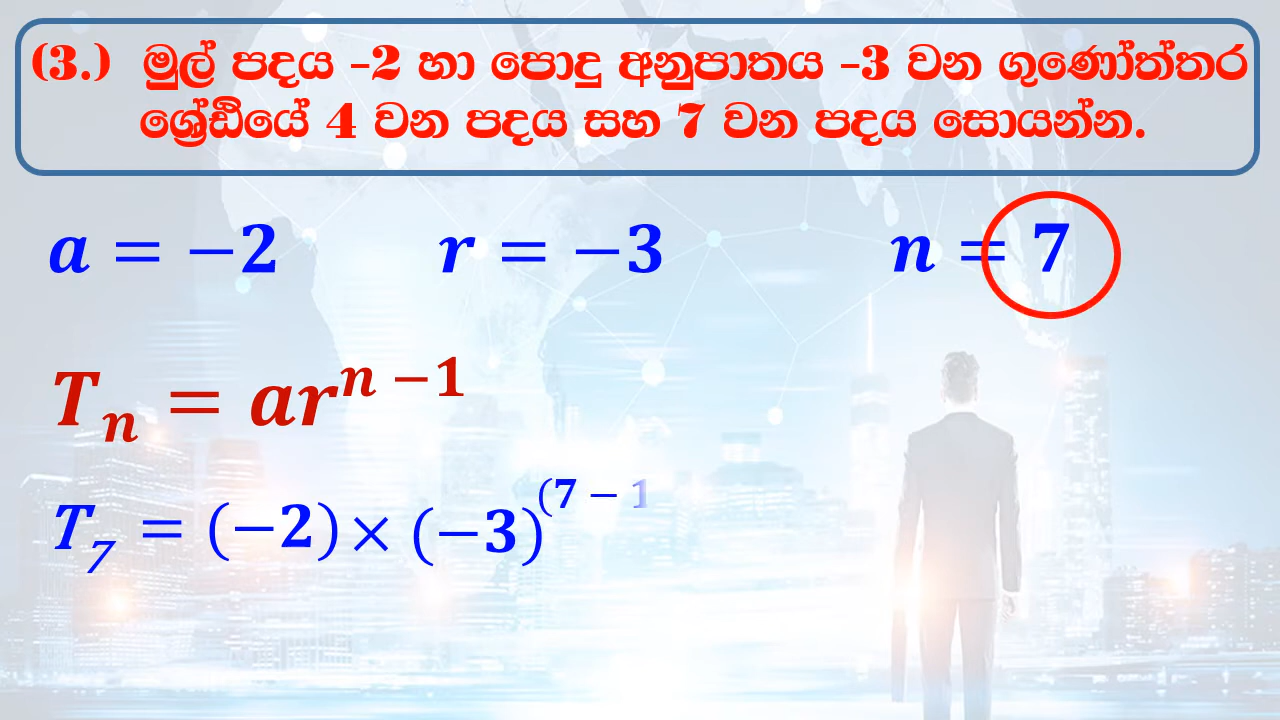 (3.) මුල් පදය -2 හා පොදු අනුපාතය -3 වන ගුණෝත්තර
ශ්‍රේඪියේ 4 වන පදය සහ 7 වන පදය සොයන්න.
a = −2 r = −3 n = 7
Tₙ = arⁿ ⁻¹
T₇ = (−2) × (−3)⁽⁷ ⁻ ¹